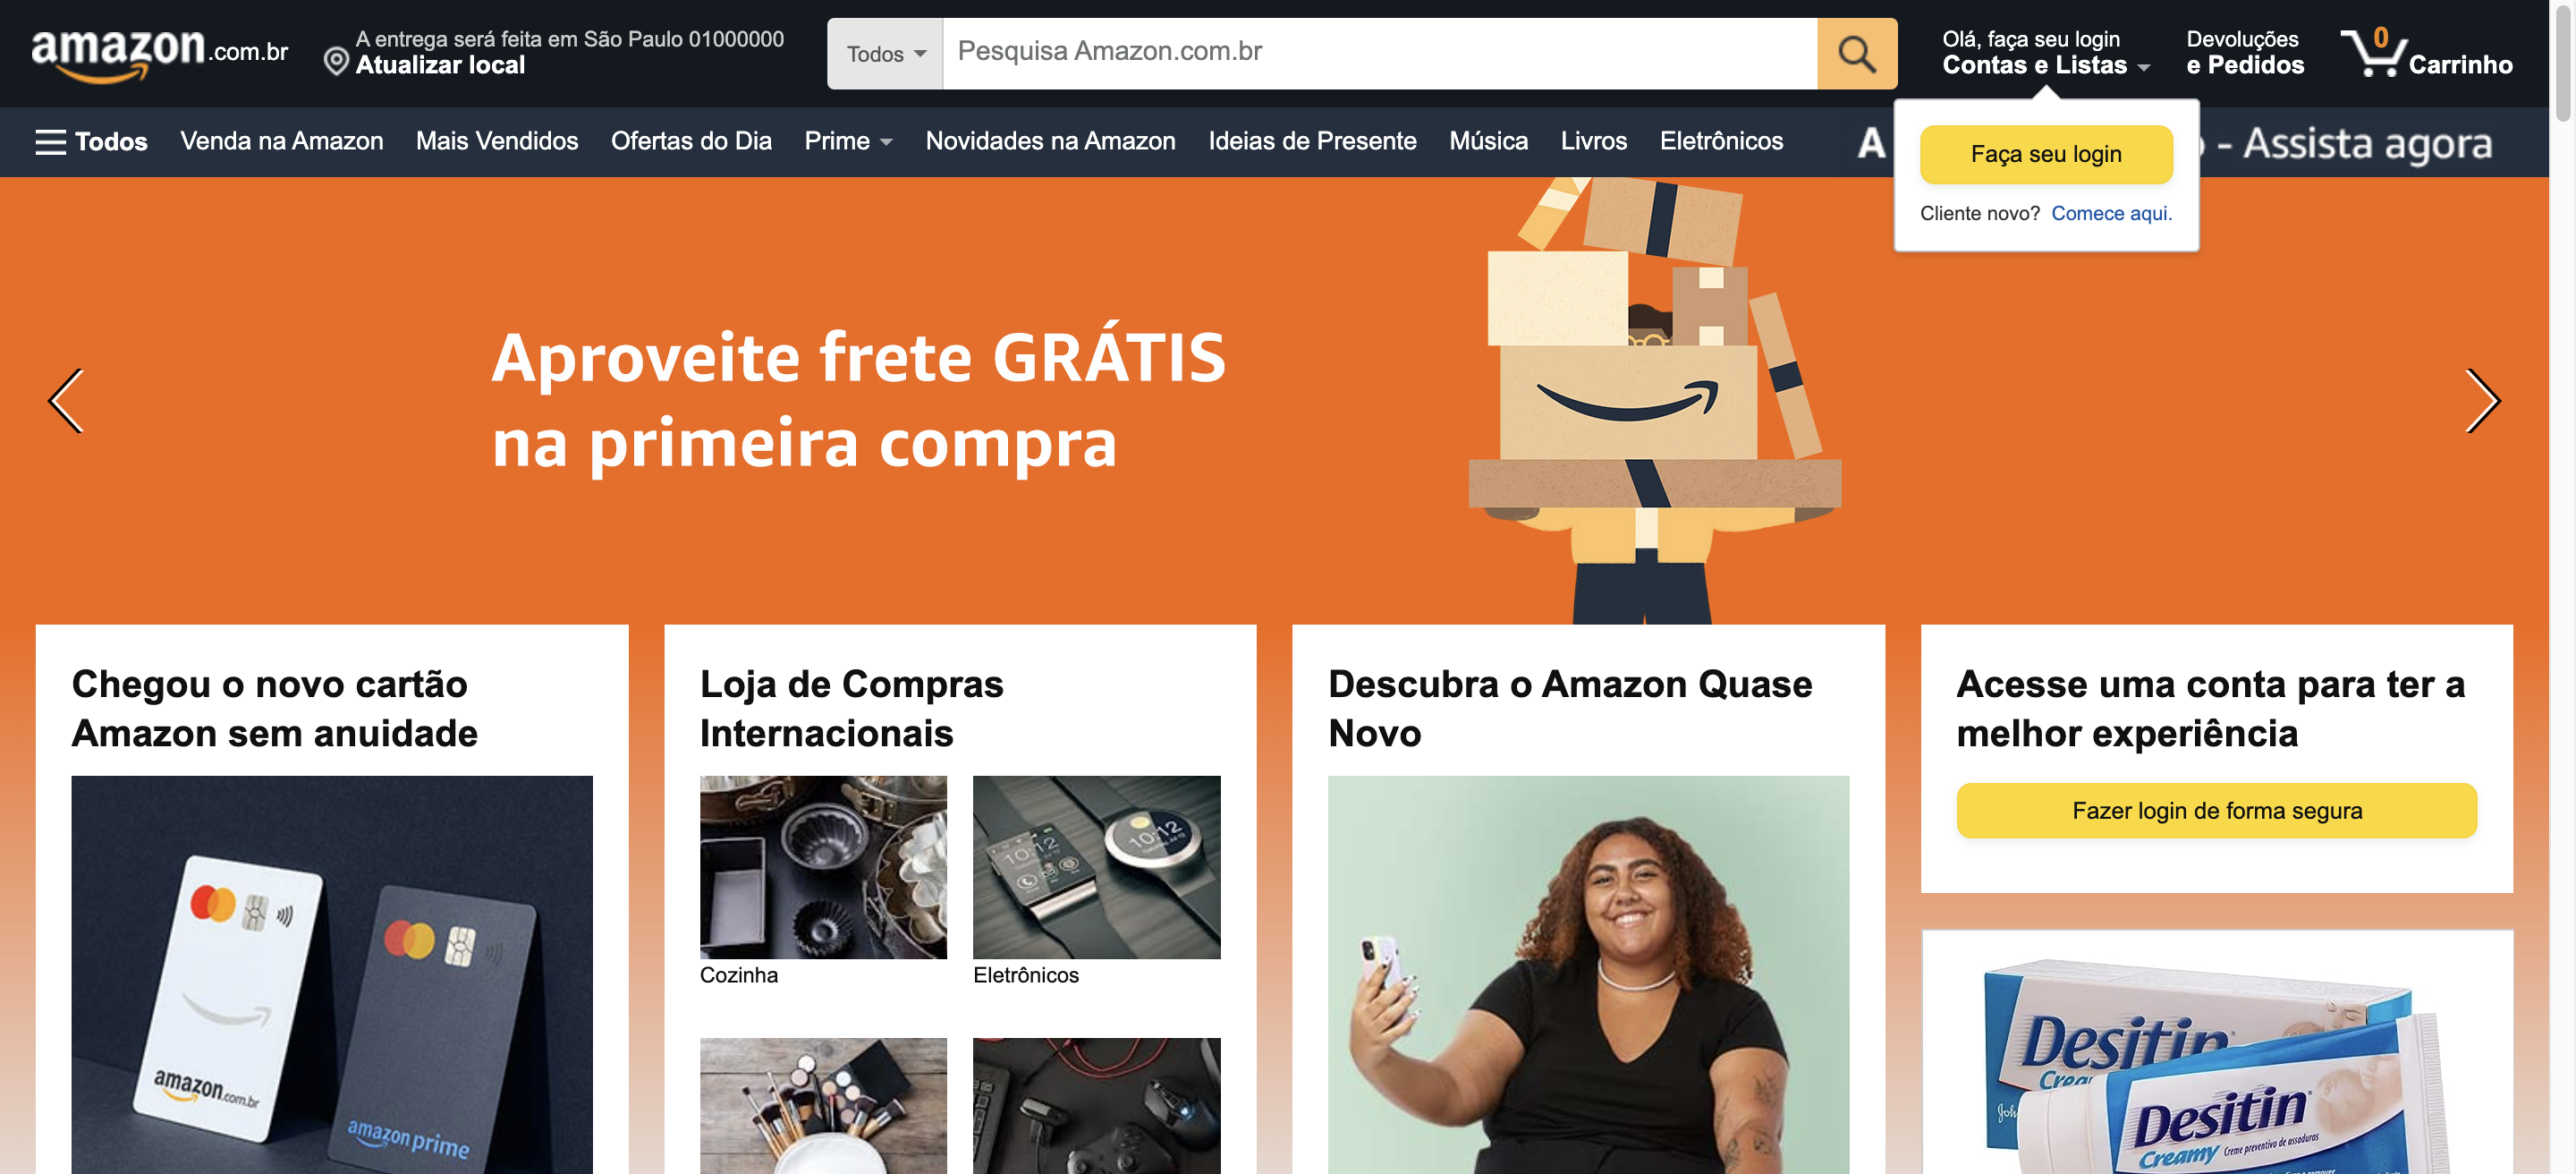 amazon.com.br
A entrega será feita em São Paulo 01000000
Atualizar local
Todos
Pesquisa Amazon.com.br
Olá, faça seu login
Contas e Listas
Devoluções
e Pedidos
0
Carrinho
Todos
Venda na Amazon
Mais Vendidos
Ofertas do Dia
Prime
Novidades na Amazon
Ideias de Presente
Música
Livros
Eletrônicos
A
- Assista agora
Faça seu login
Cliente novo? Comece aqui.
Aproveite frete GRÁTIS
na primeira compra
Chegou o novo cartão
Amazon sem anuidade
amazon.com.br
amazon prime
Loja de Compras
Internacionais
10:12
10:12
Cozinha
Eletrônicos
Descubra o Amazon Quase
Novo
Acesse uma conta para ter a
melhor experiência
Fazer login de forma segura
Desitin
Desitin
Creamy Creme preventivo de assaduras